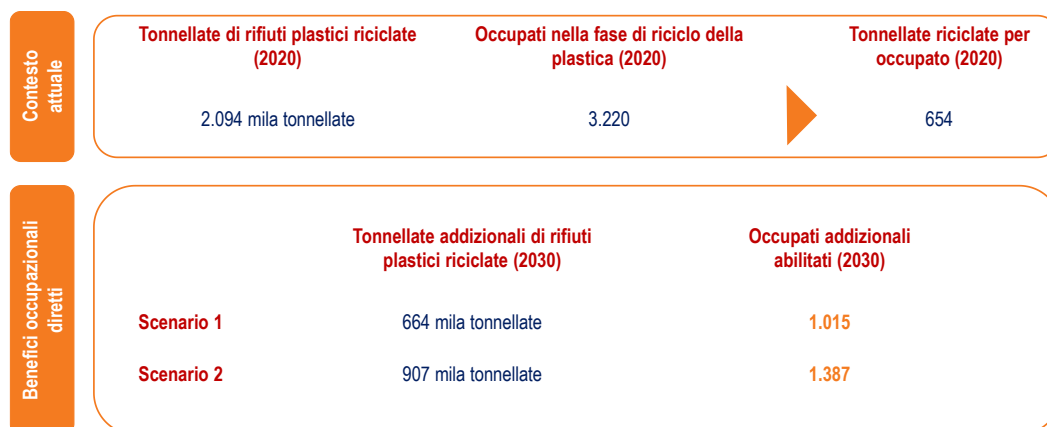 Contesto
attuale
Tonnellate di rifiuti plastici riciclate
(2020)
Occupati nella fase di riciclo della
plastica (2020)
Tonnellate riciclate per
occupato (2020)
2.094 mila tonnellate
3.220
654
Benefici occupazionali
diretti
Tonnellate addizionali di rifiuti
plastici riciclate (2030)
Occupati addizionali
abilitati (2030)
Scenario 1
664 mila tonnellate
1.015
Scenario 2
907 mila tonnellate
1.387